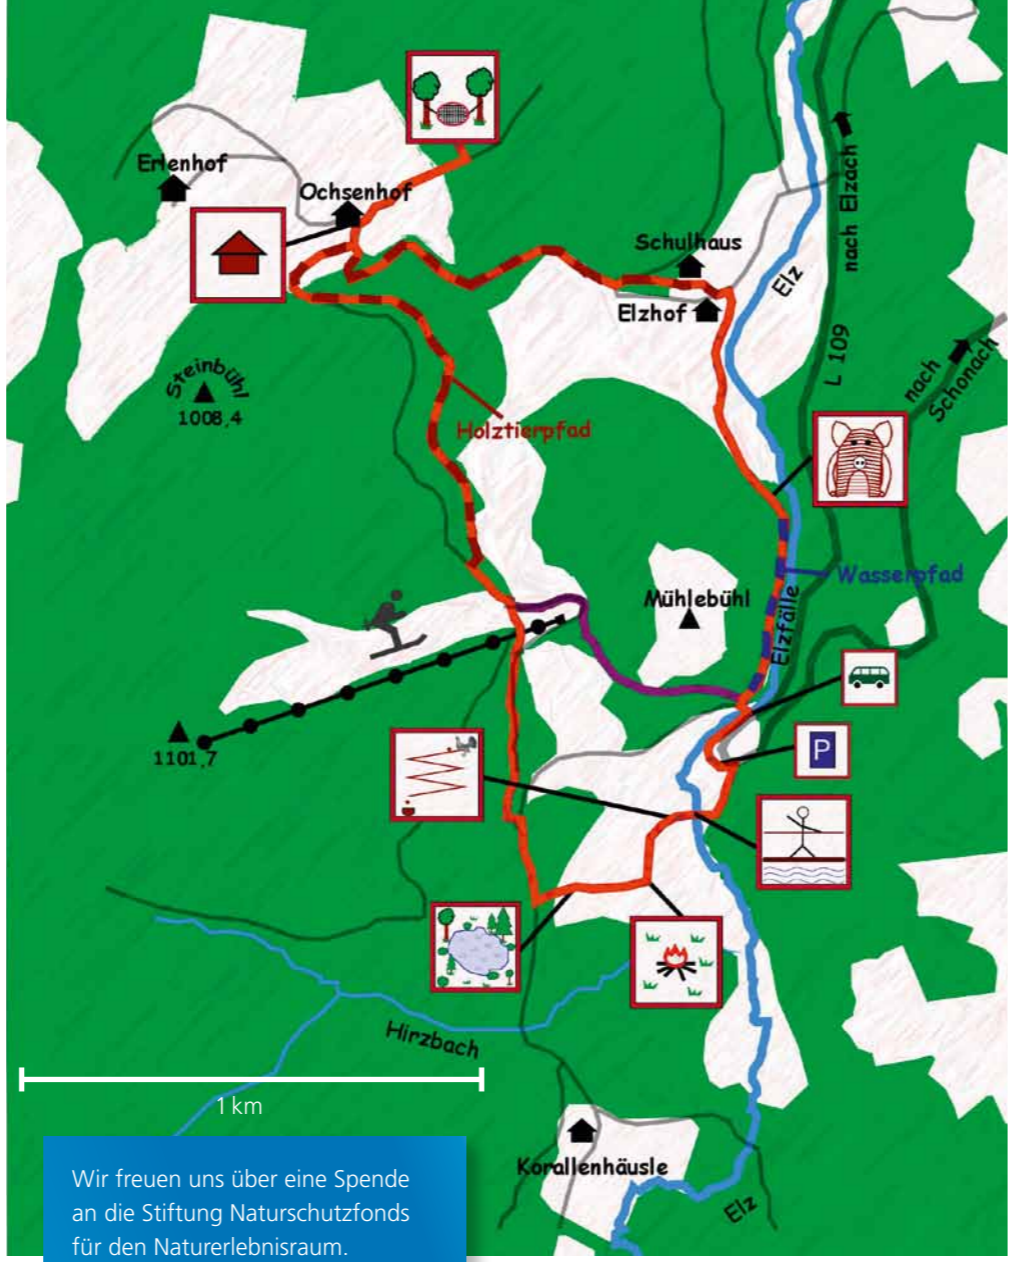 Erlenhof
Ochsenhof
Schulhaus
Elzhof
Elz
nach Elzach
L 109
nach
Schonach
Steinbühl
1008,4
Holztierpfad
Wasserpfad
Elzfälle
Mühlebühl
1101,7
P
Hirzbach
1 km
Korallenhäusle
Elz
Wir freuen uns über eine Spende
an die Stiftung Naturschutzfonds
für den Naturerlebnisraum.